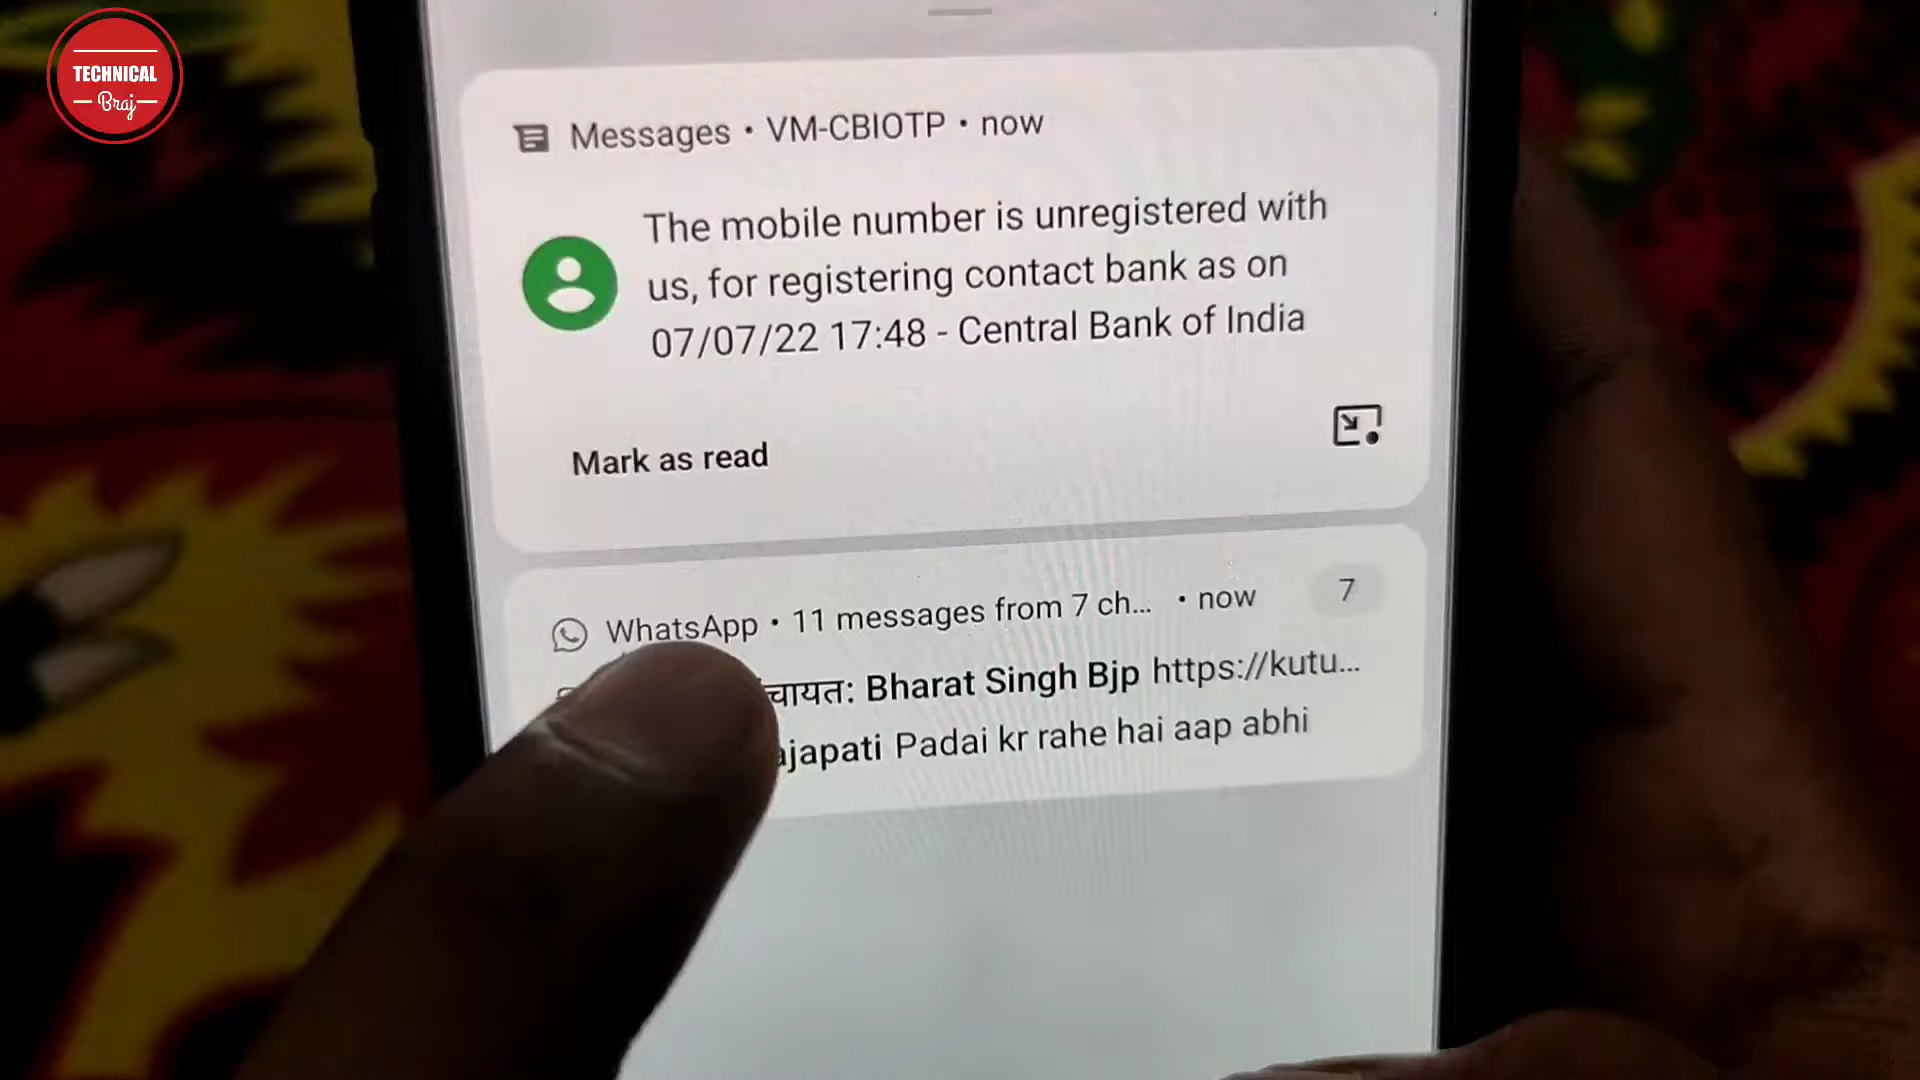 TECHNICAL
Braj
Messages • VM-CBIOTP • now
The mobile number is unregistered with
us, for registering contact bank as on
07/07/22 17:48 - Central Bank of India
Mark as read
WhatsApp • 11 messages from 7 ch... • now
7
Bharat Singh Bjp https://kutu...
Padai kr rahe hai aap abhi